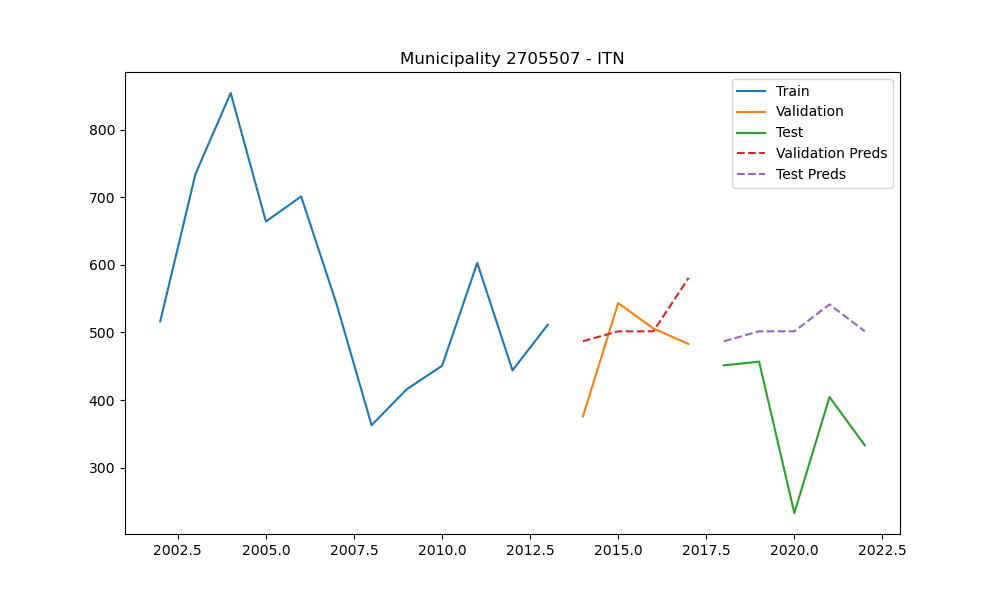 Municipality 2705507 - ITN
Train
Validation
Test
Validation Preds
Test Preds
800
700
600
500
400
300
2002.5 2005.0 2007.5 2010.0 2012.5 2015.0 2017.5 2020.0 2022.5